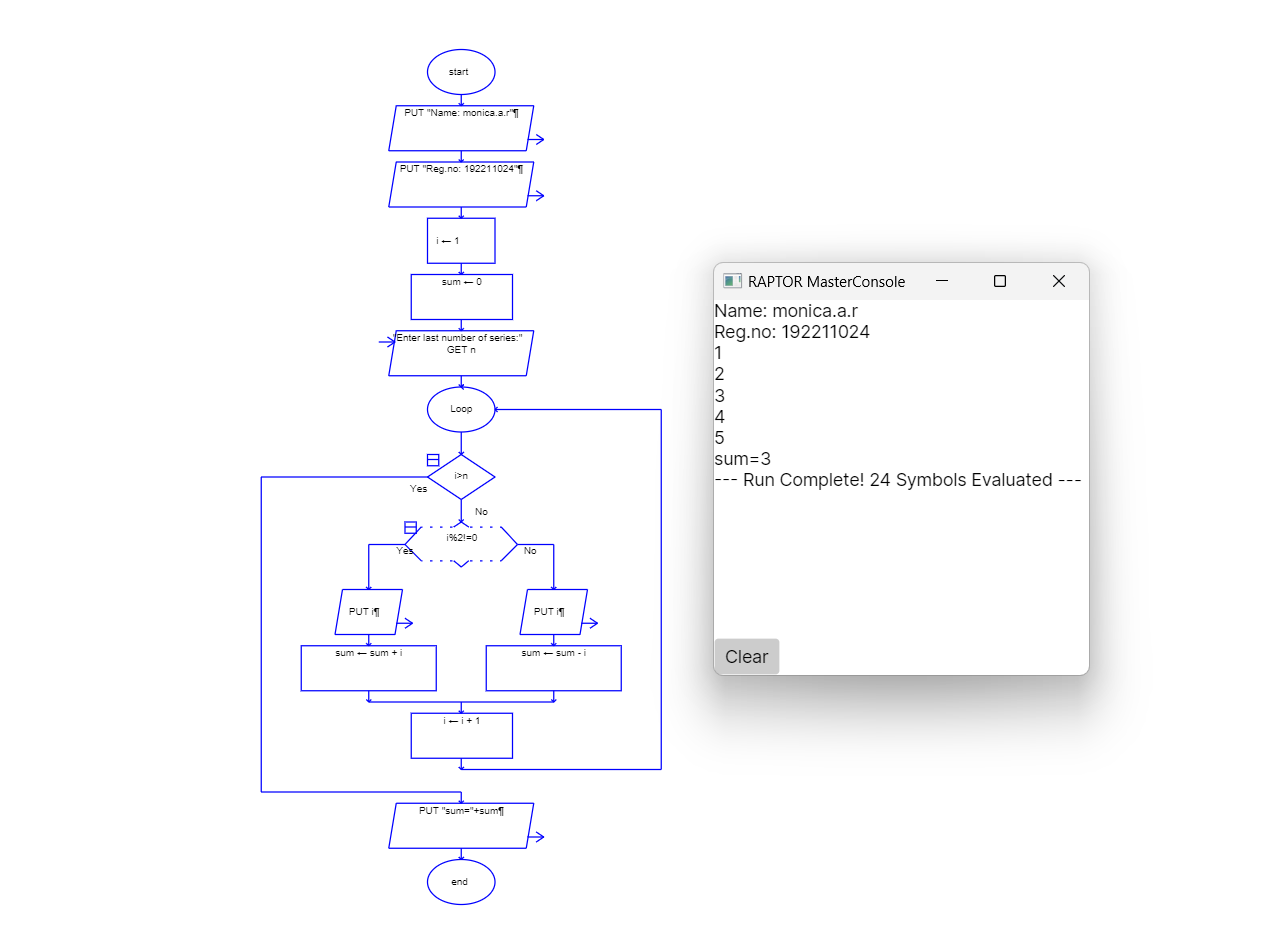 start
PUT "Name: monica.a.r"¶
PUT "Reg.no: 192211024"¶
i ← 1
sum ← 0
"Enter last number of series:"
GET n
Loop
i>n
Yes
No
i%2!=0
Yes
No
PUT i¶
PUT i¶
sum ← sum + i
sum ← sum - i
i ← i + 1
PUT "sum="+sum¶
end
RAPTOR MasterConsole
Name: monica.a.r
Reg.no: 192211024
1
2
3
4
5
sum=3
--- Run Complete! 24 Symbols Evaluated ---
Clear